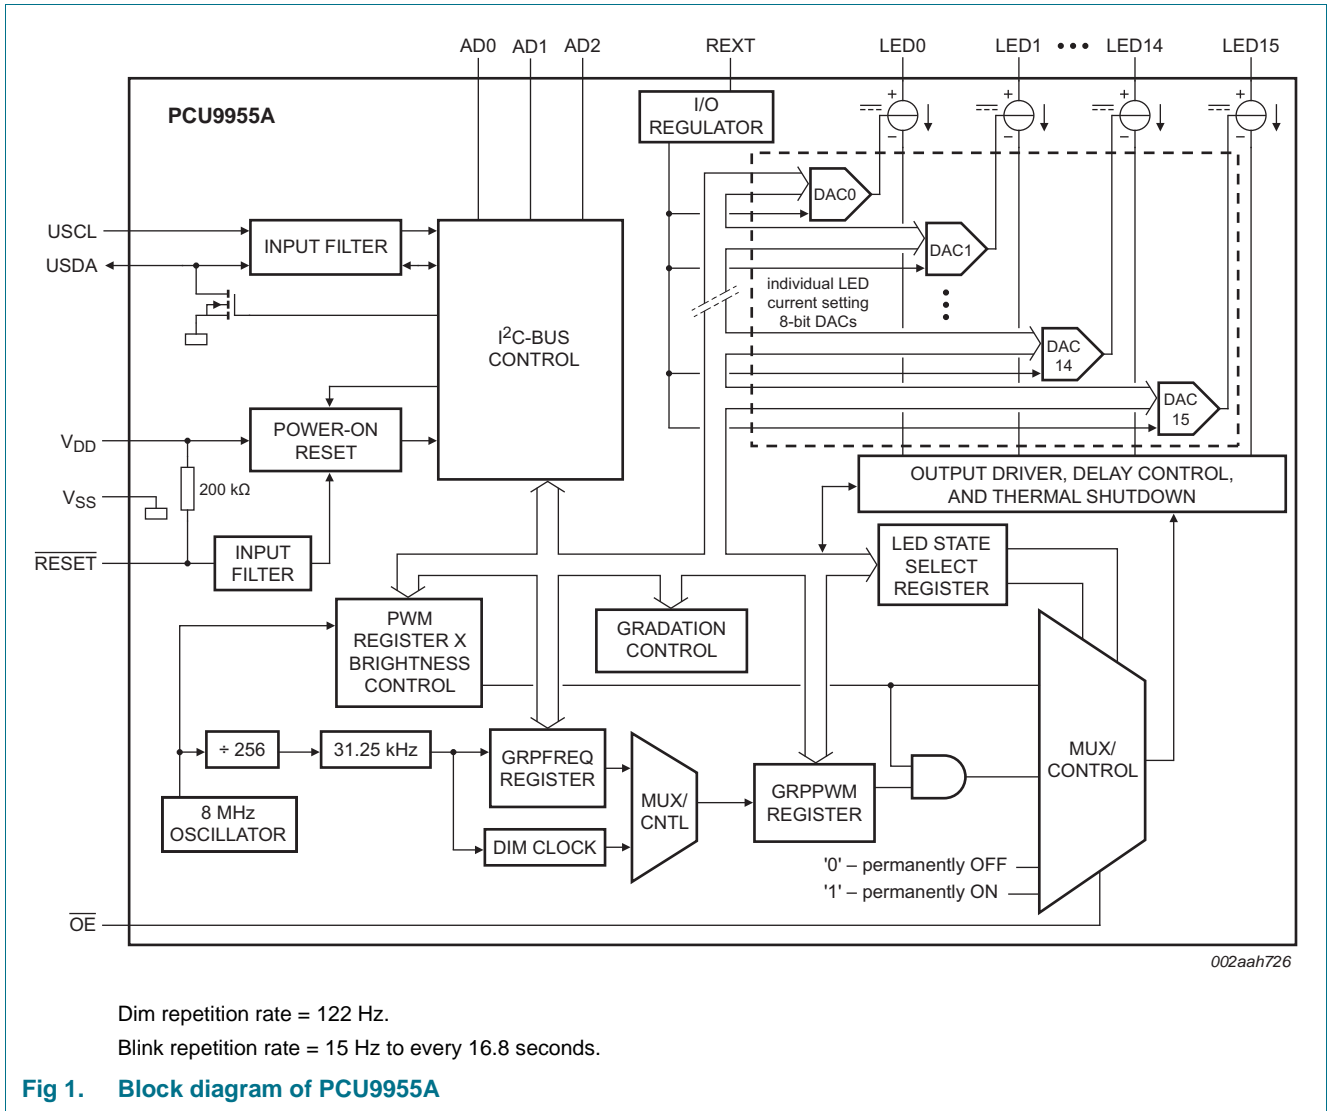 AD0 AD1 AD2 REXT LED0 LED1 ••• LED14 LED15
PCU9955A
I/O
REGULATOR
+ + + +
− − − −
DAC0
USCL
USDA
INPUT FILTER
DAC1
individual LED
current setting
8-bit DACs
I²C-BUS
CONTROL
DAC
14
DAC
15
VDD
POWER-ON
RESET
200 kΩ
VSS
OUTPUT DRIVER, DELAY CONTROL,
AND THERMAL SHUTDOWN
RESET
INPUT
FILTER
LED STATE
SELECT
REGISTER
PWM
REGISTER X
BRIGHTNESS
CONTROL
GRADATION
CONTROL
÷ 256
31.25 kHz
GRPFREQ
REGISTER
MUX/
CONTROL
8 MHz
OSCILLATOR
DIM CLOCK
MUX/
CNTL
GRPPWM
REGISTER
'0' – permanently OFF
'1' – permanently ON
OE
002aah726
Dim repetition rate = 122 Hz.
Blink repetition rate = 15 Hz to every 16.8 seconds.
Fig 1. Block diagram of PCU9955A